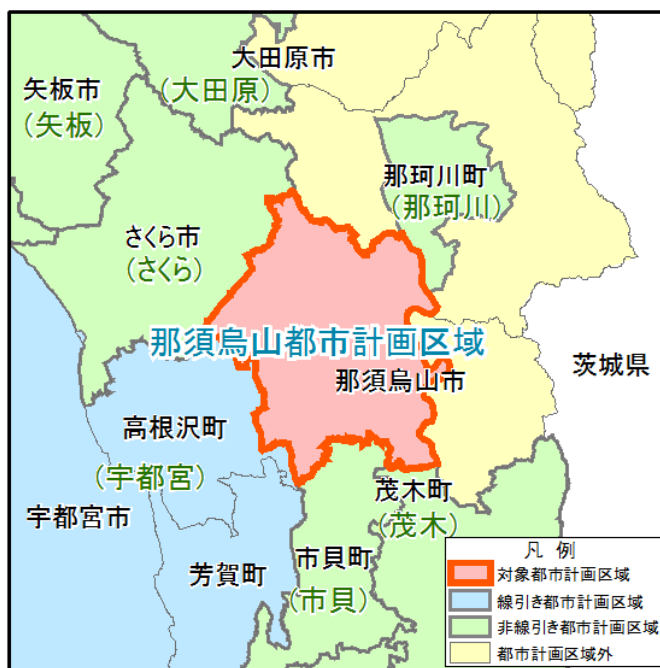 大田原市
(大田原)
矢板市
(矢板)
那珂川町
(那珂川)
さくら市
(さくら)
那須烏山都市計画区域
那須烏山市
茨城県
高根沢町
(宇都宮)
宇都宮市
芳賀町
市貝町
(市貝)
茂木町
(茂木)
凡 例
対象都市計画区域
線引き都市計画区域
非線引き都市計画区域
都市計画区域外